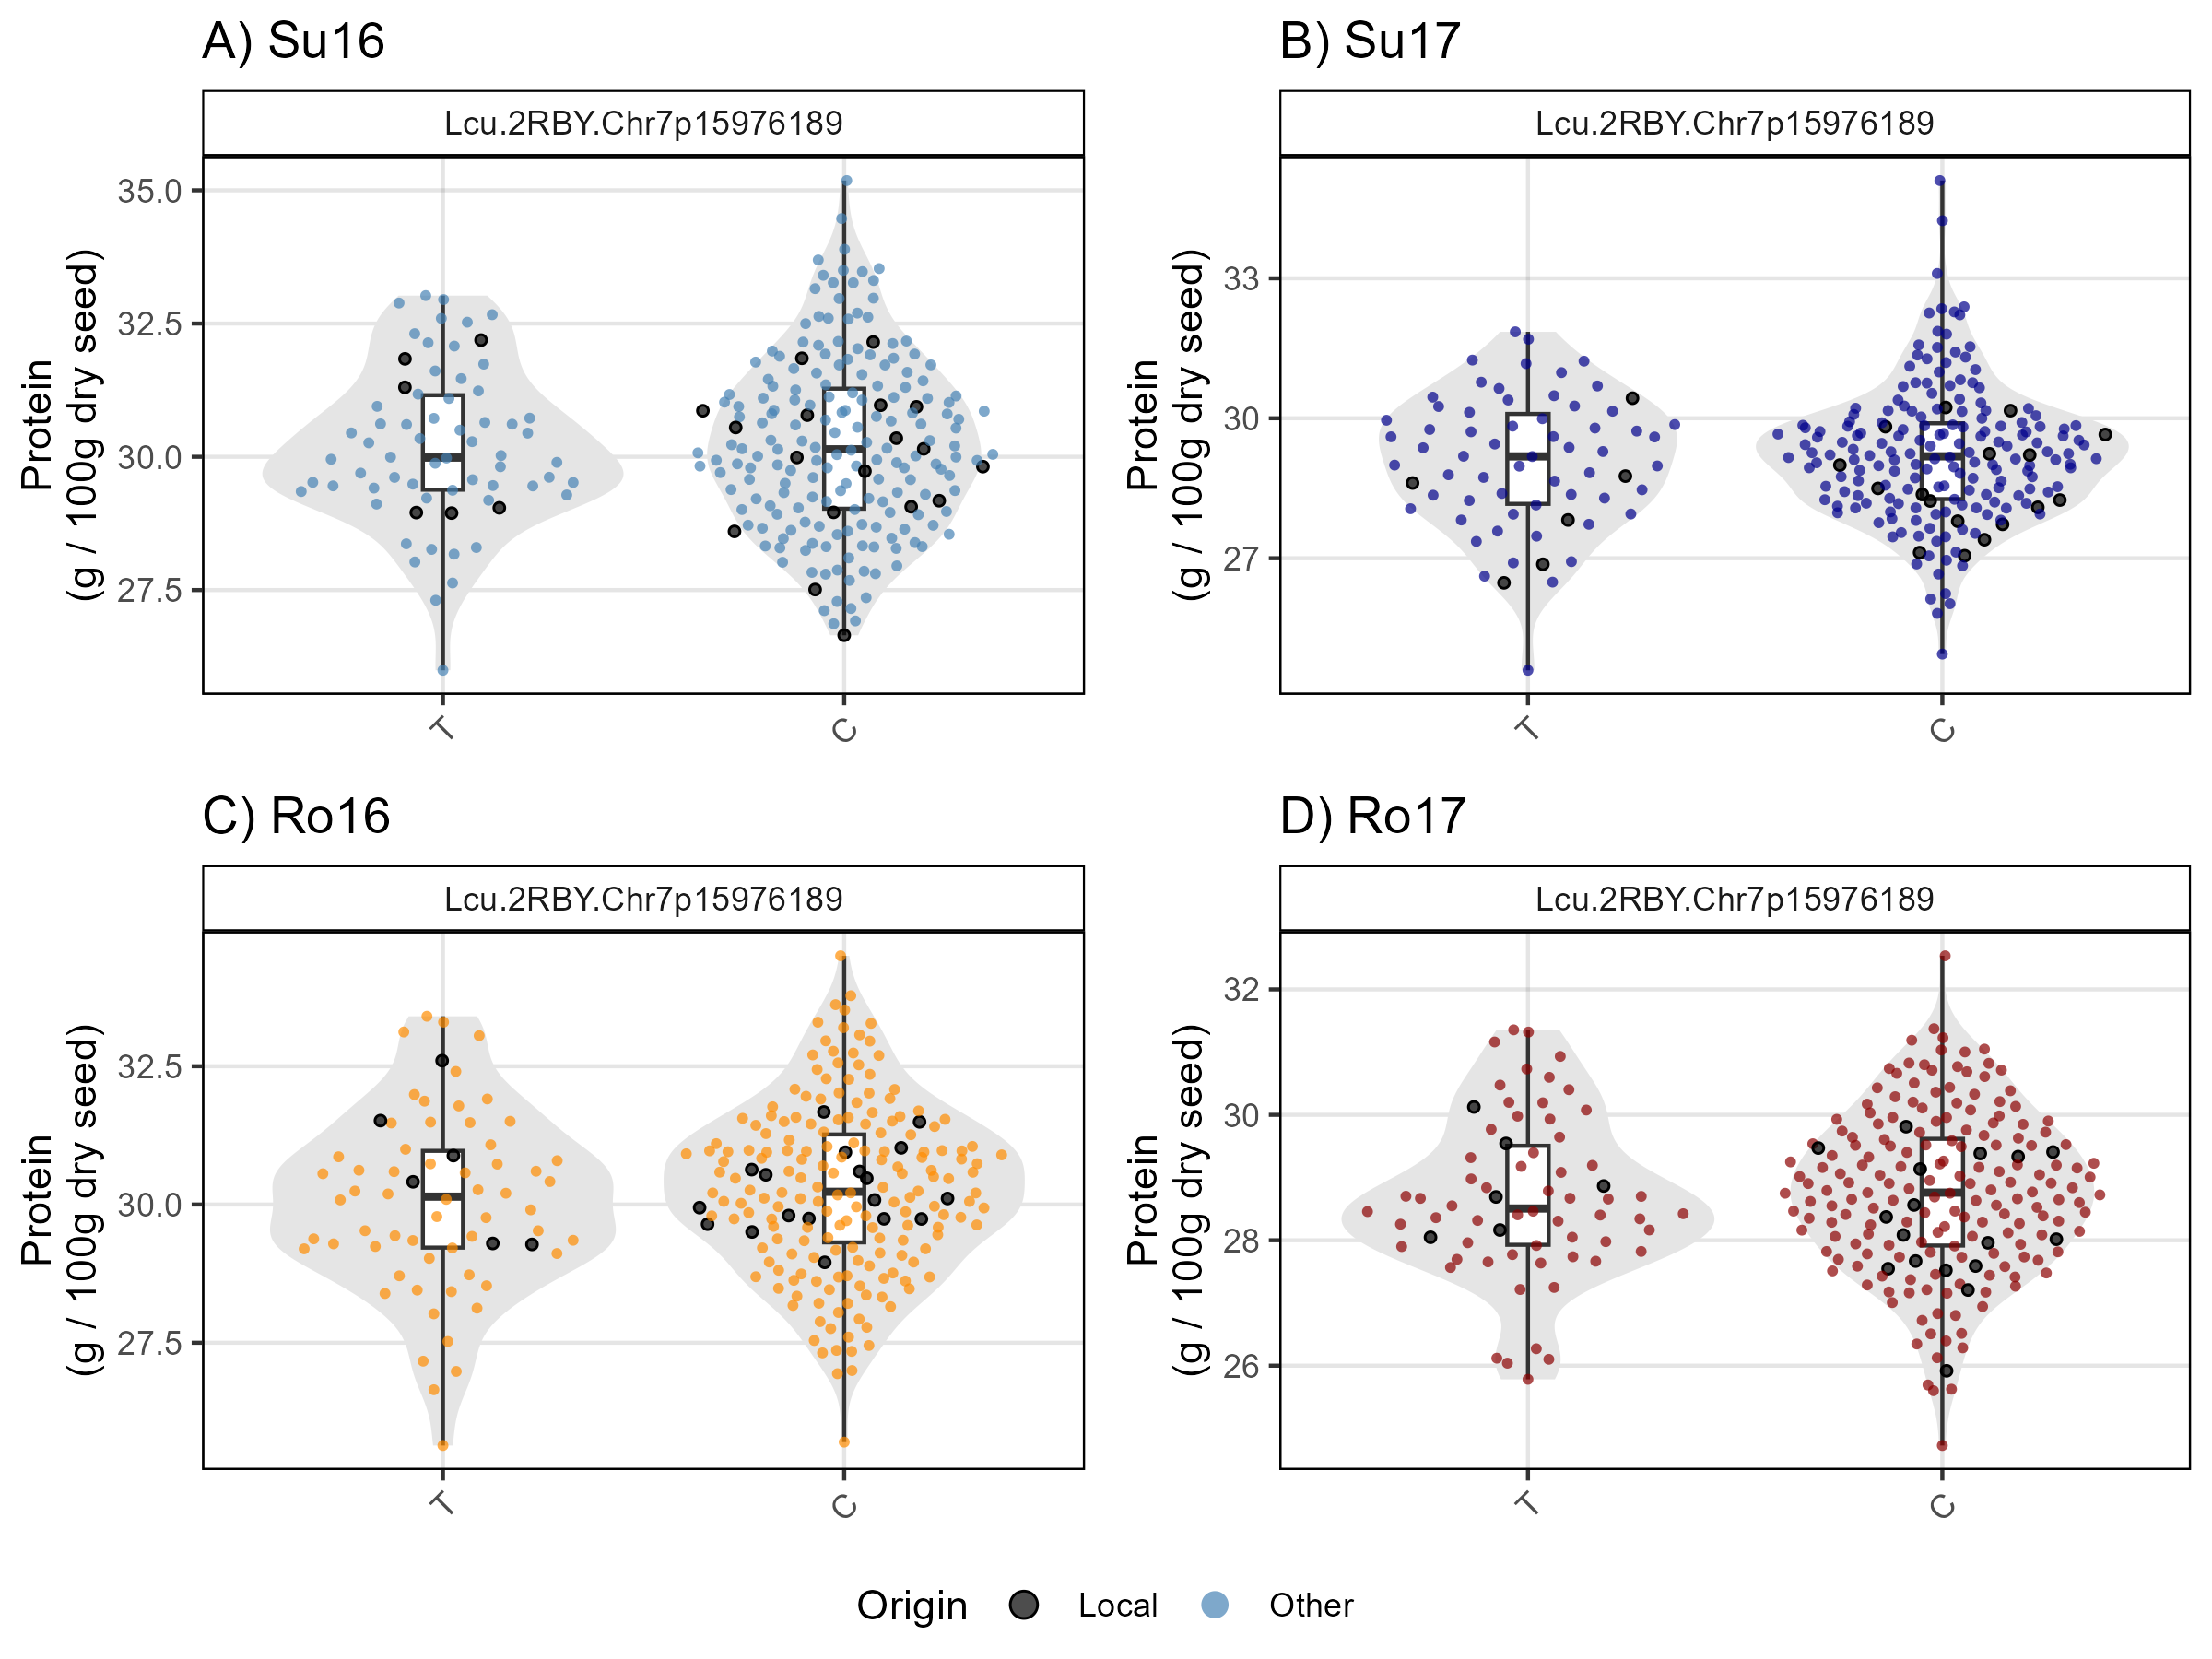 A) Su16
Lcu.2RBY.Chr7p15976189
Protein
(g / 100g dry seed)
35.0
32.5
30.0
27.5
T
C
B) Su17
Lcu.2RBY.Chr7p15976189
Protein
(g / 100g dry seed)
33
30
27
T
C
C) Ro16
Lcu.2RBY.Chr7p15976189
Protein
(g / 100g dry seed)
32.5
30.0
27.5
T
C
D) Ro17
Lcu.2RBY.Chr7p15976189
Protein
(g / 100g dry seed)
32
30
28
26
T
C
Origin Local Other